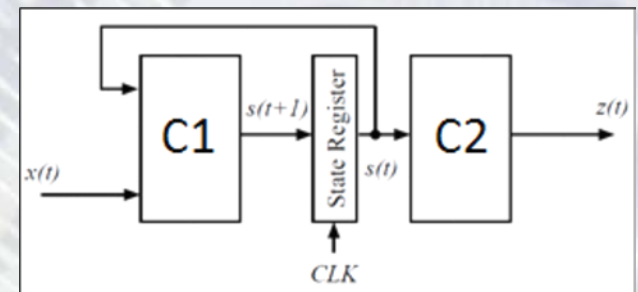 C1
s(t+1)
State Register
s(t)
C2
z(t)
x(t)
CLK